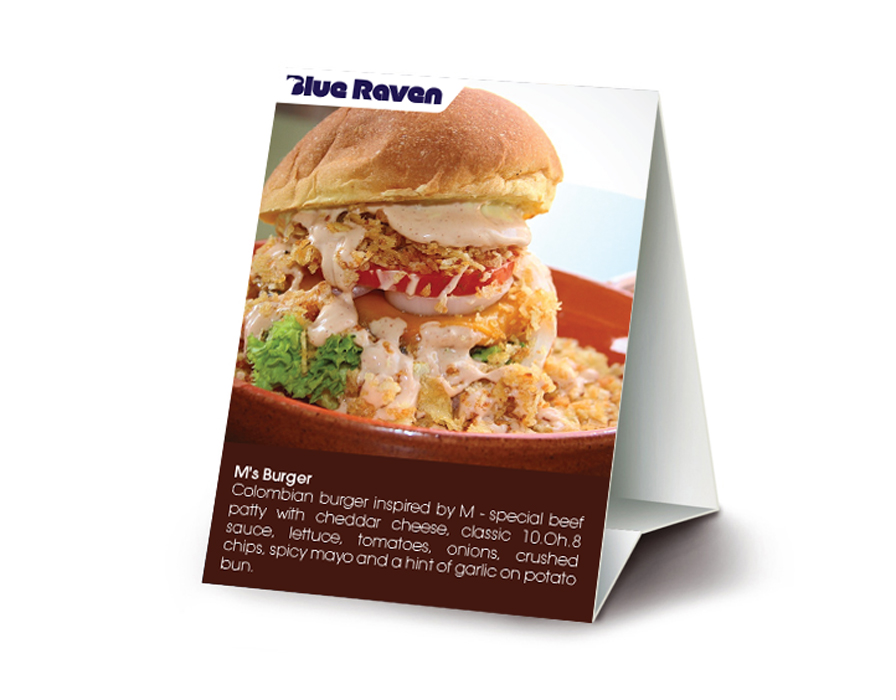 Blue Raven
M's Burger
Colombian burger inspired by M - special beef
patty with cheddar cheese, classic 10.Oh.8
sauce, lettuce, tomatoes, onions, crushed
chips, spicy mayo and a hint of garlic on potato
bun.